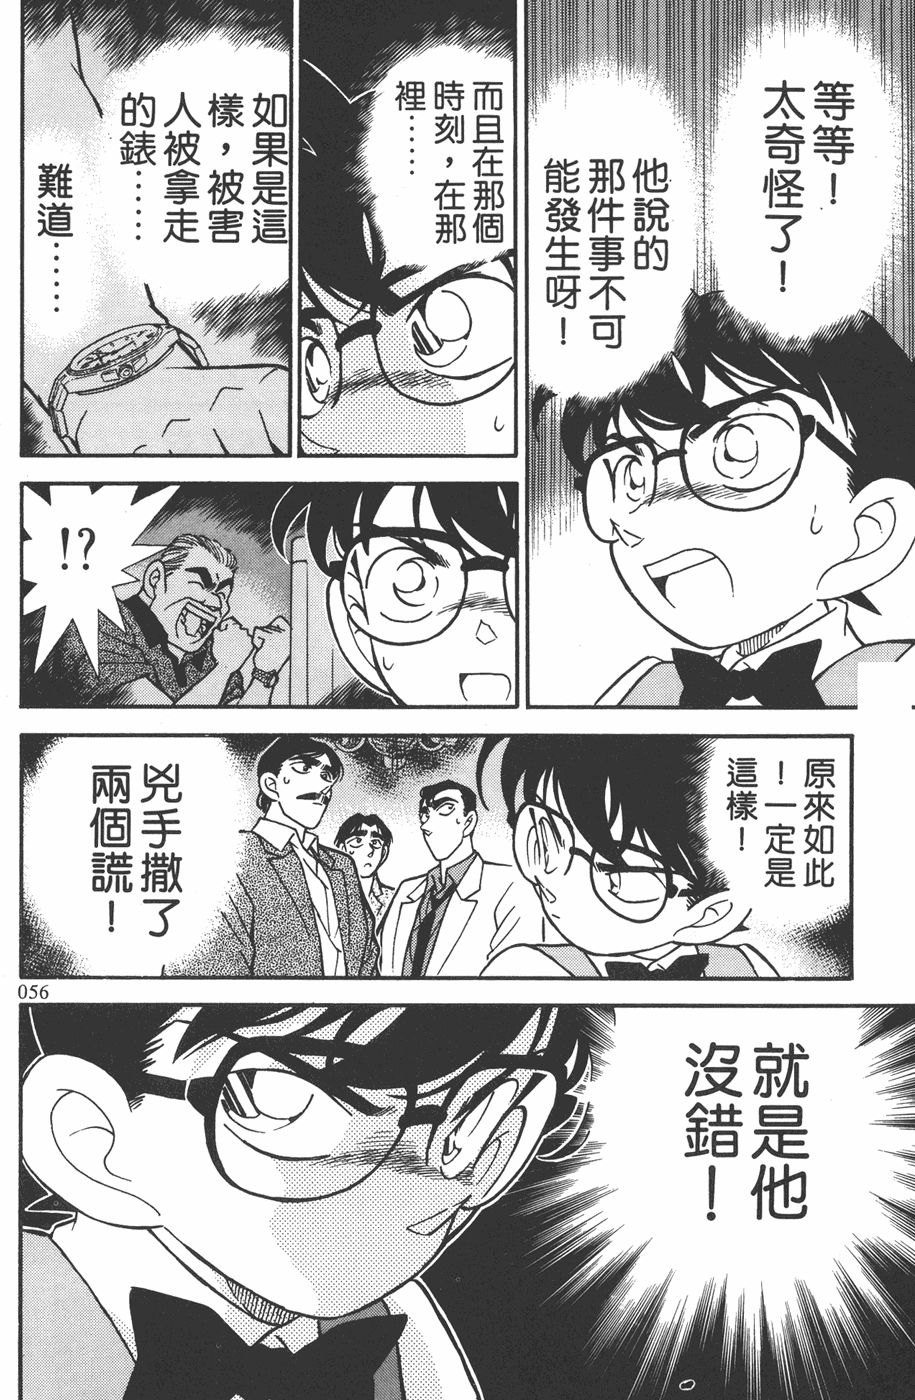 等等！
太奇怪了！
他說的
那件事不可
能發生呀！
而且在那個
時刻，在那
裡……
如果是這
樣，被害
人被拿走
的錶……
難道……
!?
原來如此
！一定是
這樣！
兇手撒了
兩個謊！
056
就是他
沒錯！